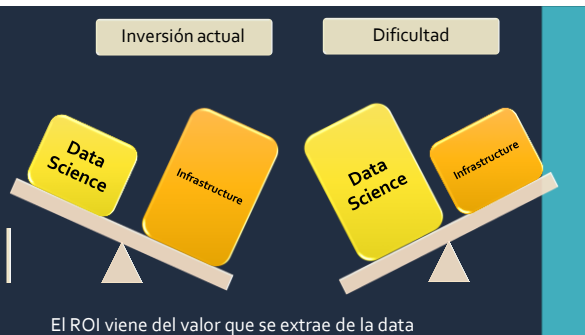 Inversión actual
Dificultad
Data
Science
Infrastructure
Data
Science
Infrastructure
El ROI viene del valor que se extrae de la data